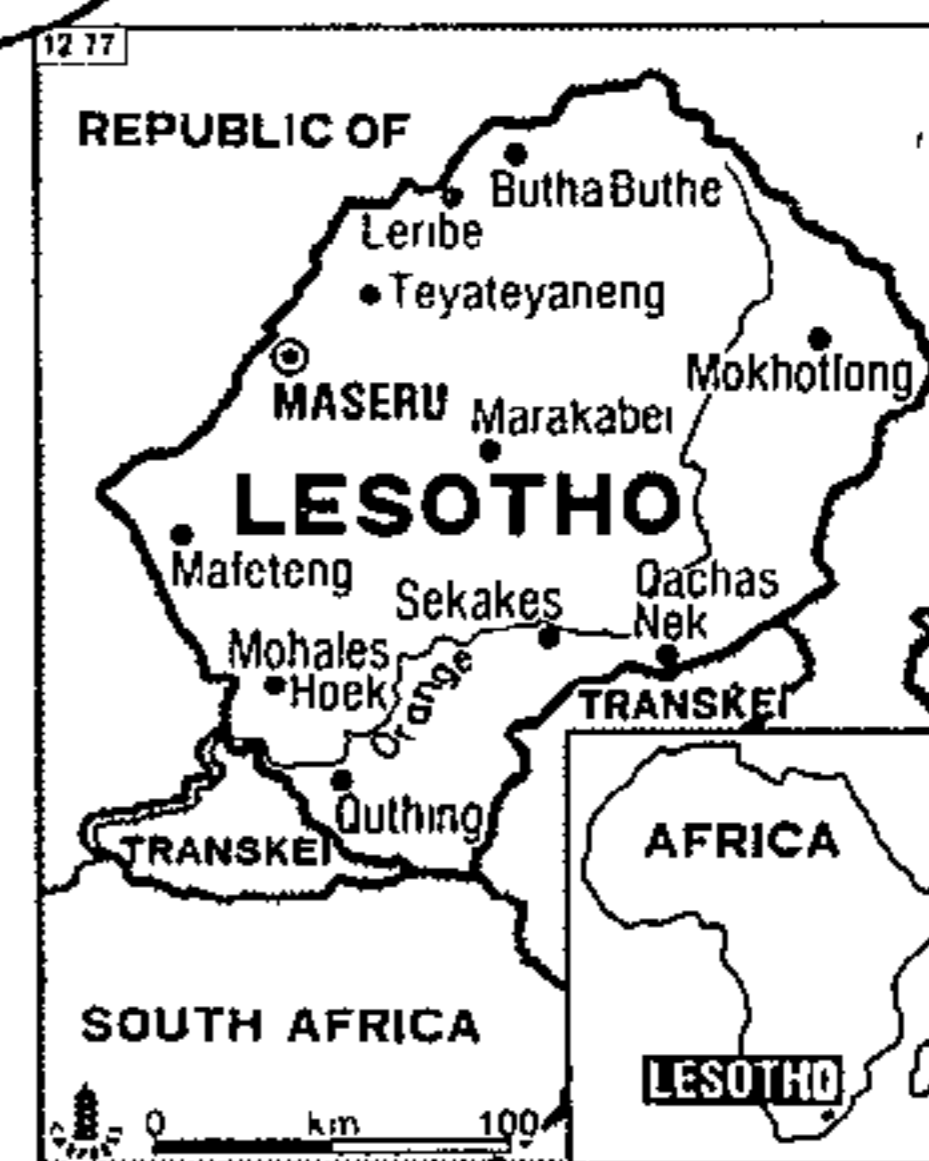 12 77
REPUBLIC OF
Butha Buthe
Leribe
Teyateyaneng
Mokhotlong
MASERU
Marakabei
LESOTHO
Mafeteng
Sekakes
Qachas
Nek
Mohales
Hoek
Orange
TRANSKEI
Quthing
TRANSKEI
AFRICA
SOUTH AFRICA
LESOTHO
0 km 100